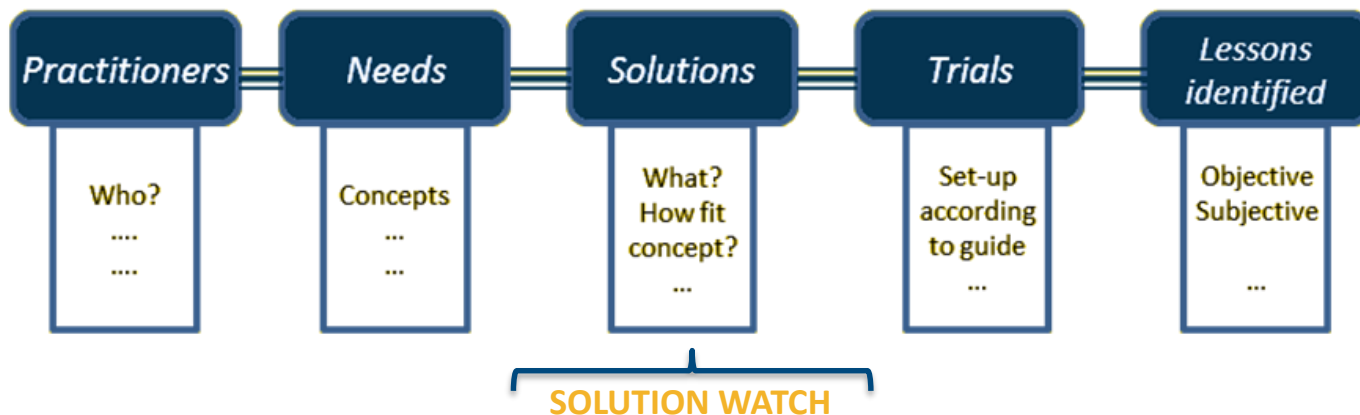 Practitioners
Needs
Solutions
Trials
Lessons
identified
Who?
....
....
Concepts
...
...
What?
How fit
concept?
...
Set-up
according
to guide
...
Objective
Subjective
...
SOLUTION WATCH